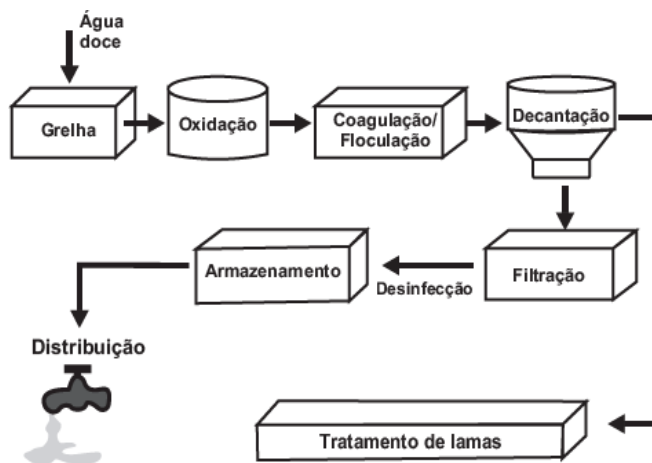 Água
doce
Grelha
Oxidação
Coagulação/
Floculação
Decantação
Armazenamento
Desinfecção
Filtração
Distribuição
Tratamento de lamas